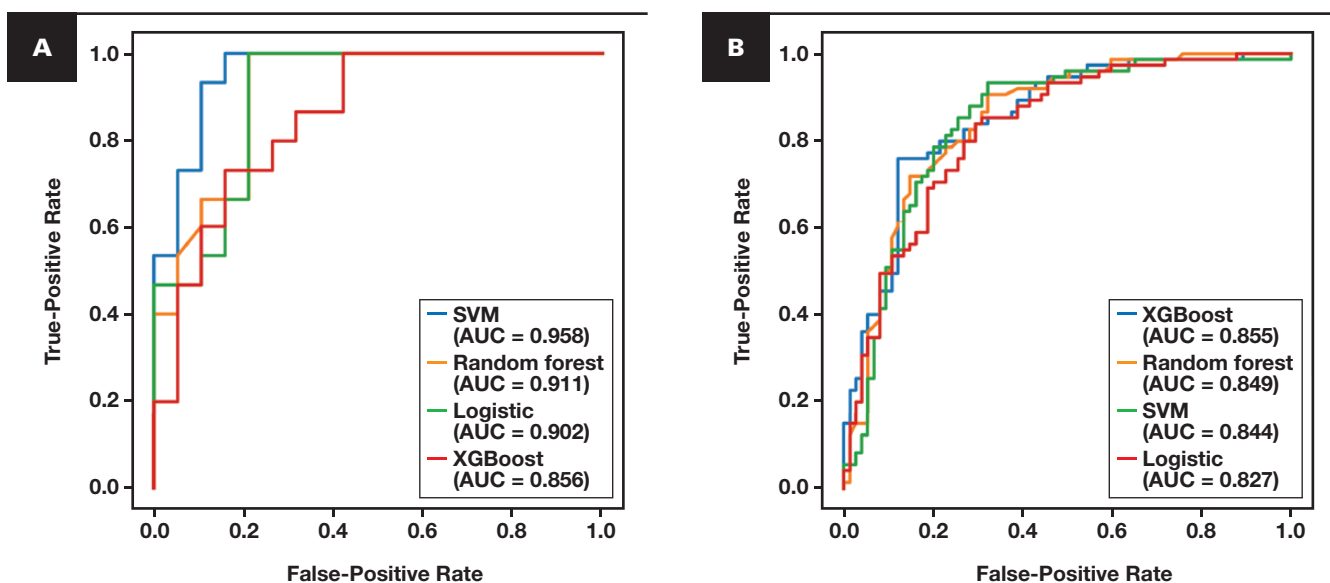 A
1.0
0.8
0.6
0.4
0.2
0.0
True-Positive Rate
SVM
(AUC = 0.958)
Random forest
(AUC = 0.911)
Logistic
(AUC = 0.902)
XGBoost
(AUC = 0.856)
0.0 0.2 0.4 0.6 0.8 1.0
False-Positive Rate
B
1.0
0.8
0.6
0.4
0.2
0.0
True-Positive Rate
XGBoost
(AUC = 0.855)
Random forest
(AUC = 0.849)
SVM
(AUC = 0.844)
Logistic
(AUC = 0.827)
0.0 0.2 0.4 0.6 0.8 1.0
False-Positive Rate